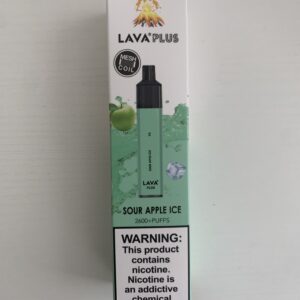 LAVA PLUS
MESH
COIL
LAVA
PLUS
SOUR APPLE ICE
2600+PUFFS
WARNING:
This product
contains
nicotine.
Nicotine is
an addictive
chemical